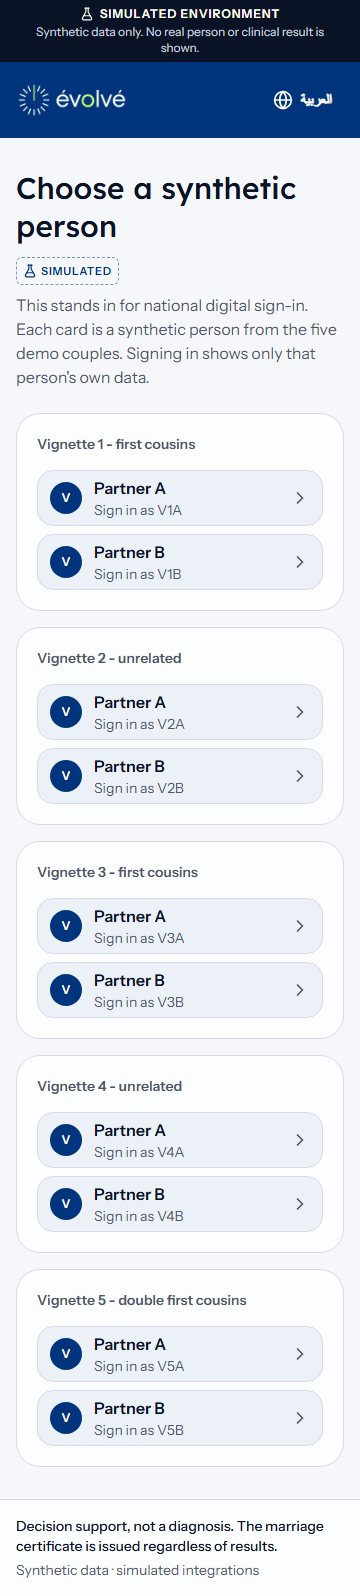 SIMULATED ENVIRONMENT
Synthetic data only. No real person or clinical result is
shown.
évolvé
العربية
Choose a synthetic
person
SIMULATED
This stands in for national digital sign-in.
Each card is a synthetic person from the five
demo couples. Signing in shows only that
person's own data.
Vignette 1 - first cousins
V
Partner A
Sign in as V1A
V
Partner B
Sign in as V1B
Vignette 2 - unrelated
V
Partner A
Sign in as V2A
V
Partner B
Sign in as V2B
Vignette 3 - first cousins
V
Partner A
Sign in as V3A
V
Partner B
Sign in as V3B
Vignette 4 - unrelated
V
Partner A
Sign in as V4A
V
Partner B
Sign in as V4B
Vignette 5 - double first cousins
V
Partner A
Sign in as V5A
V
Partner B
Sign in as V5B
Decision support, not a diagnosis. The marriage
certificate is issued regardless of results.
Synthetic data · simulated integrations